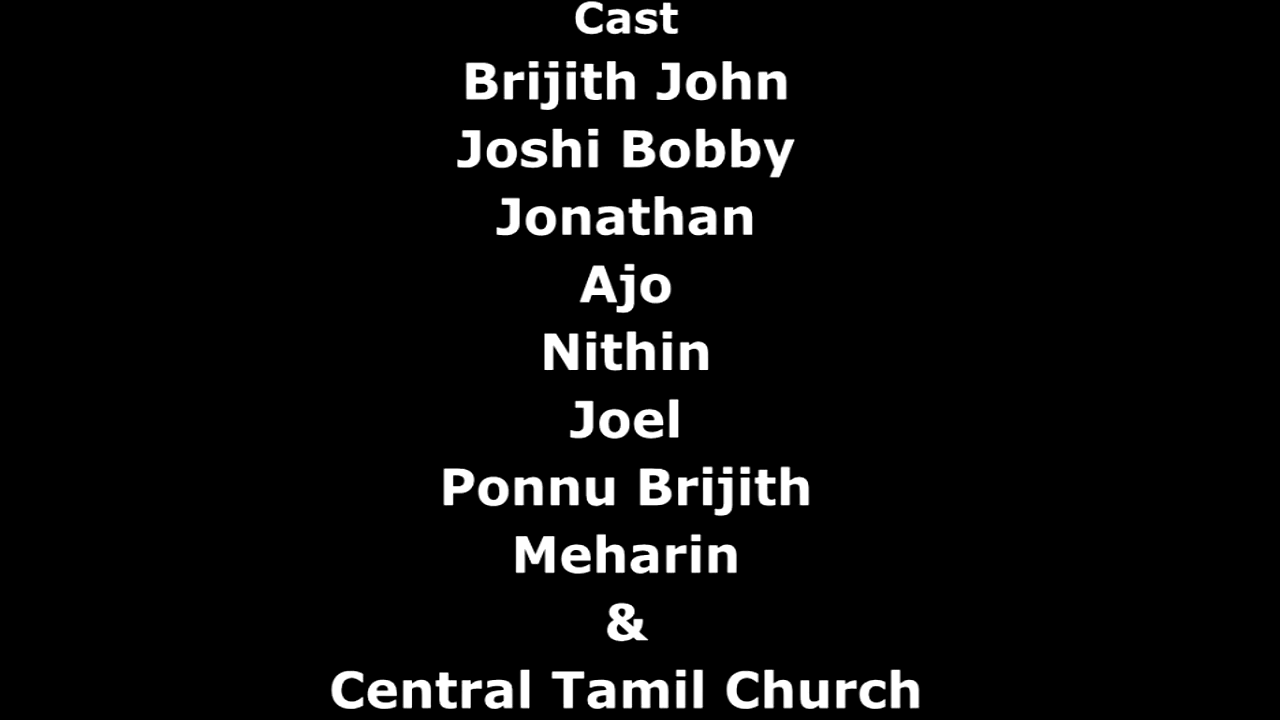 Cast
Brijith John
Joshi Bobby
Jonathan
Ajo
Nithin
Joel
Ponnu Brijith
Meharin
&
Central Tamil Church